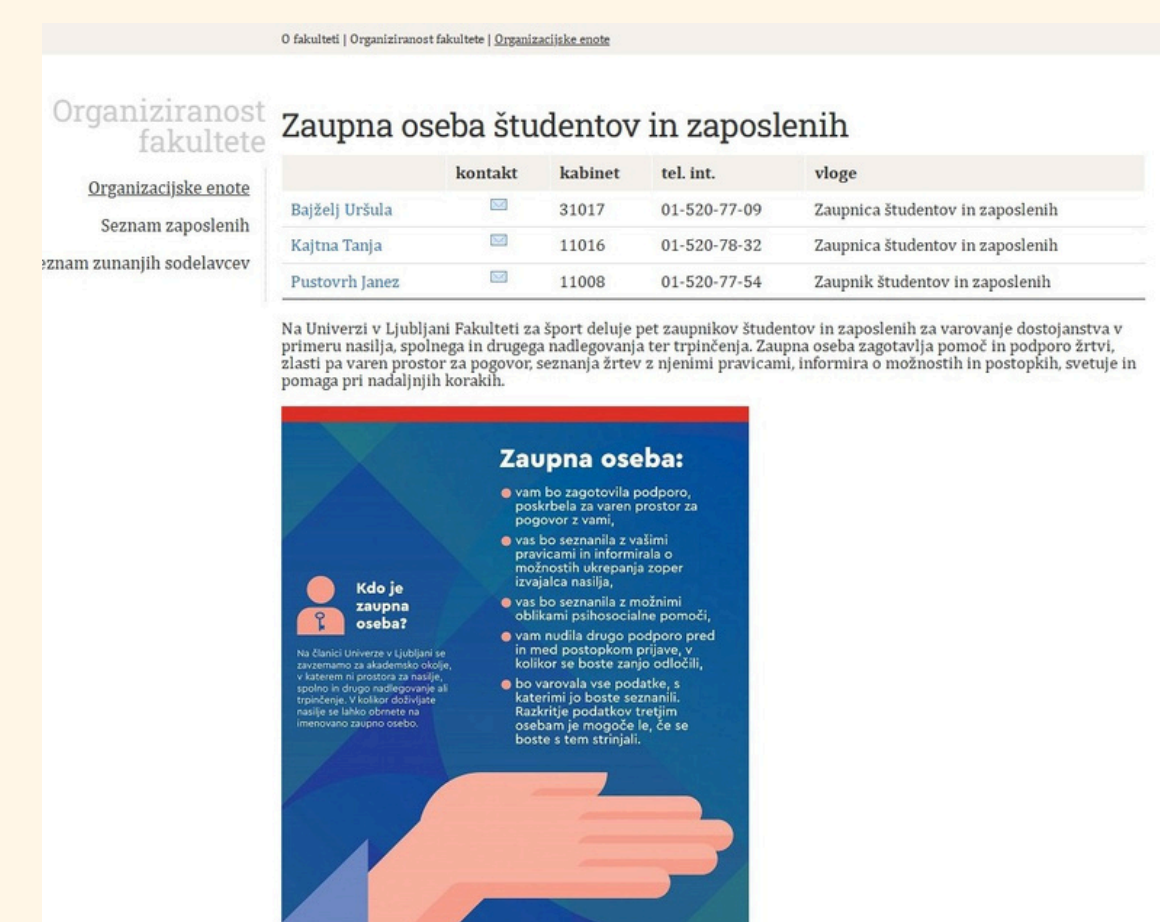 O fakulteti | Organiziranost fakultete | Organizacijske enote
Organiziranost
fakultete
Organizacijske enote
Seznam zaposlenih
eznam zunanjih sodelavcev
Zaupna oseba študentov in zaposlenih
kontakt kabinet tel. int. vloge
Bajželj Uršula 31017 01-520-77-09 Zaupnica študentov in zaposlenih
Kajtna Tanja 11016 01-520-78-32 Zaupnica študentov in zaposlenih
Pustovrh Janez 11008 01-520-77-54 Zaupnik študentov in zaposlenih
Na Univerzi v Ljubljani Fakulteti za šport deluje pet zaupnikov študentov in zaposlenih za varovanje dostojanstva v
primeru nasilja, spolnega in drugega nadlegovanja ter trpinčenja. Zaupna oseba zagotavlja pomoč in podporo žrtvi,
zlasti pa varen prostor za pogovor, seznanja žrtev z njenimi pravicami, informira o možnostih in postopkih, svetuje in
pomaga pri nadaljnjih korakih.
Kdo je
zaupna
oseba?
Na članici Univerze v Ljubljani se
zavzemamo za akademsko okolje,
v katerem ni prostora za nasilje,
spolno in drugo nadlegovanje ali
trpinčenje. V kolikor doživljate
nasilje se lahko obrnete na
imenovano zaupno osebo.
Zaupna oseba:
vam bo zagotovila podporo,
poskrbela za varen prostor za
pogovor z vami,
vas bo seznanila z vašimi
pravicami in informirala o
možnostih ukrepanja zoper
izvajalca nasilja,
vas bo seznanila z možnimi
oblikami psihosocialne pomoči,
vam nudila drugo podporo pred
in med postopkom prijave, v
kolikor se boste zanjo odločili,
bo varovala vse podatke, s
katerimi jo boste seznanili.
Razkritje podatkov tretjim
osebam je mogoče le, če se
boste s tem strinjali.